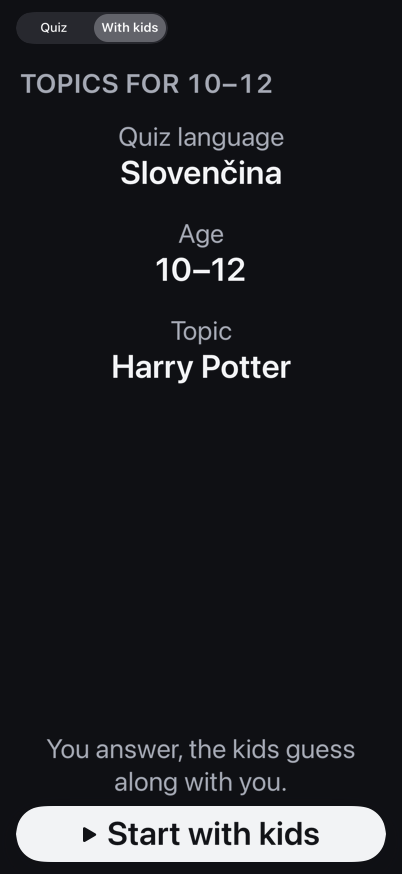 Quiz
With kids
TOPICS FOR 10–12
Quiz language
Slovenčina
Age
10–12
Topic
Harry Potter
You answer, the kids guess
along with you.
Start with kids